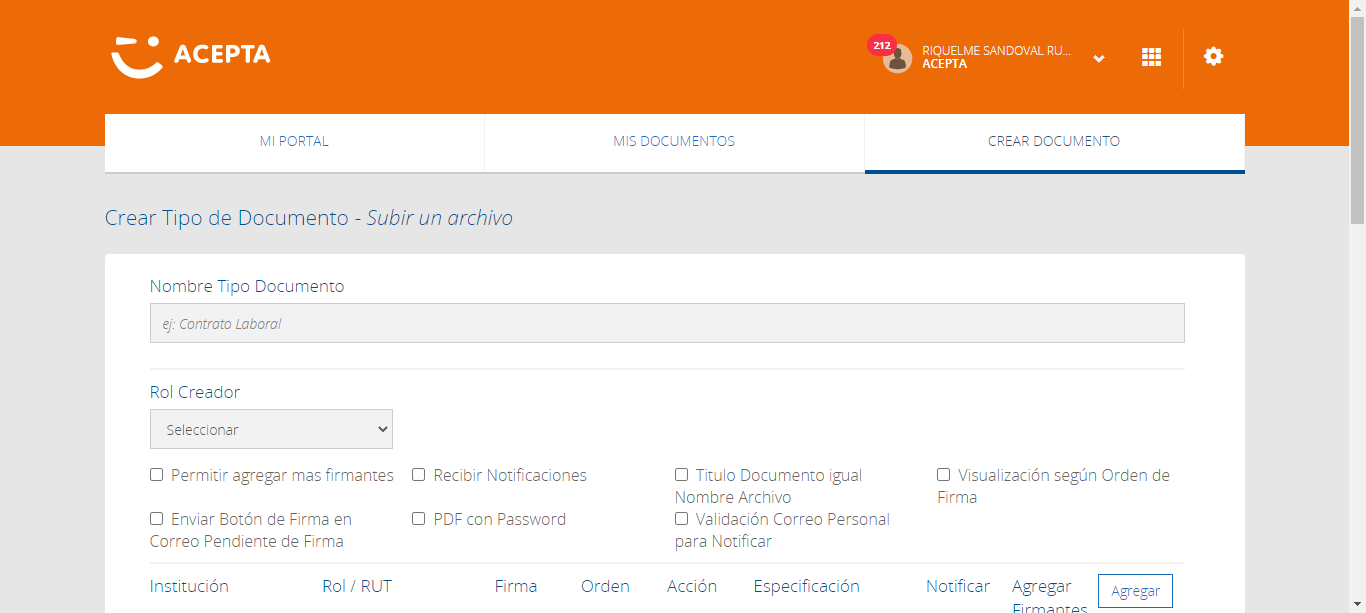 ACEPTA
212
RIQUELME SANDOVAL RU...
ACEPTA
MI PORTAL
MIS DOCUMENTOS
CREAR DOCUMENTO
Crear Tipo de Documento - Subir un archivo
Nombre Tipo Documento
ej: Contrato Laboral
Rol Creador
Seleccionar
Permitir agregar mas firmantes
Recibir Notificaciones
Titulo Documento igual
Nombre Archivo
Visualización según Orden de
Firma
Enviar Botón de Firma en
Correo Pendiente de Firma
PDF con Password
Validación Correo Personal
para Notificar
Institución
Rol / RUT
Firma
Orden
Acción
Especificación
Notificar
Agregar
Firmantes
Agregar